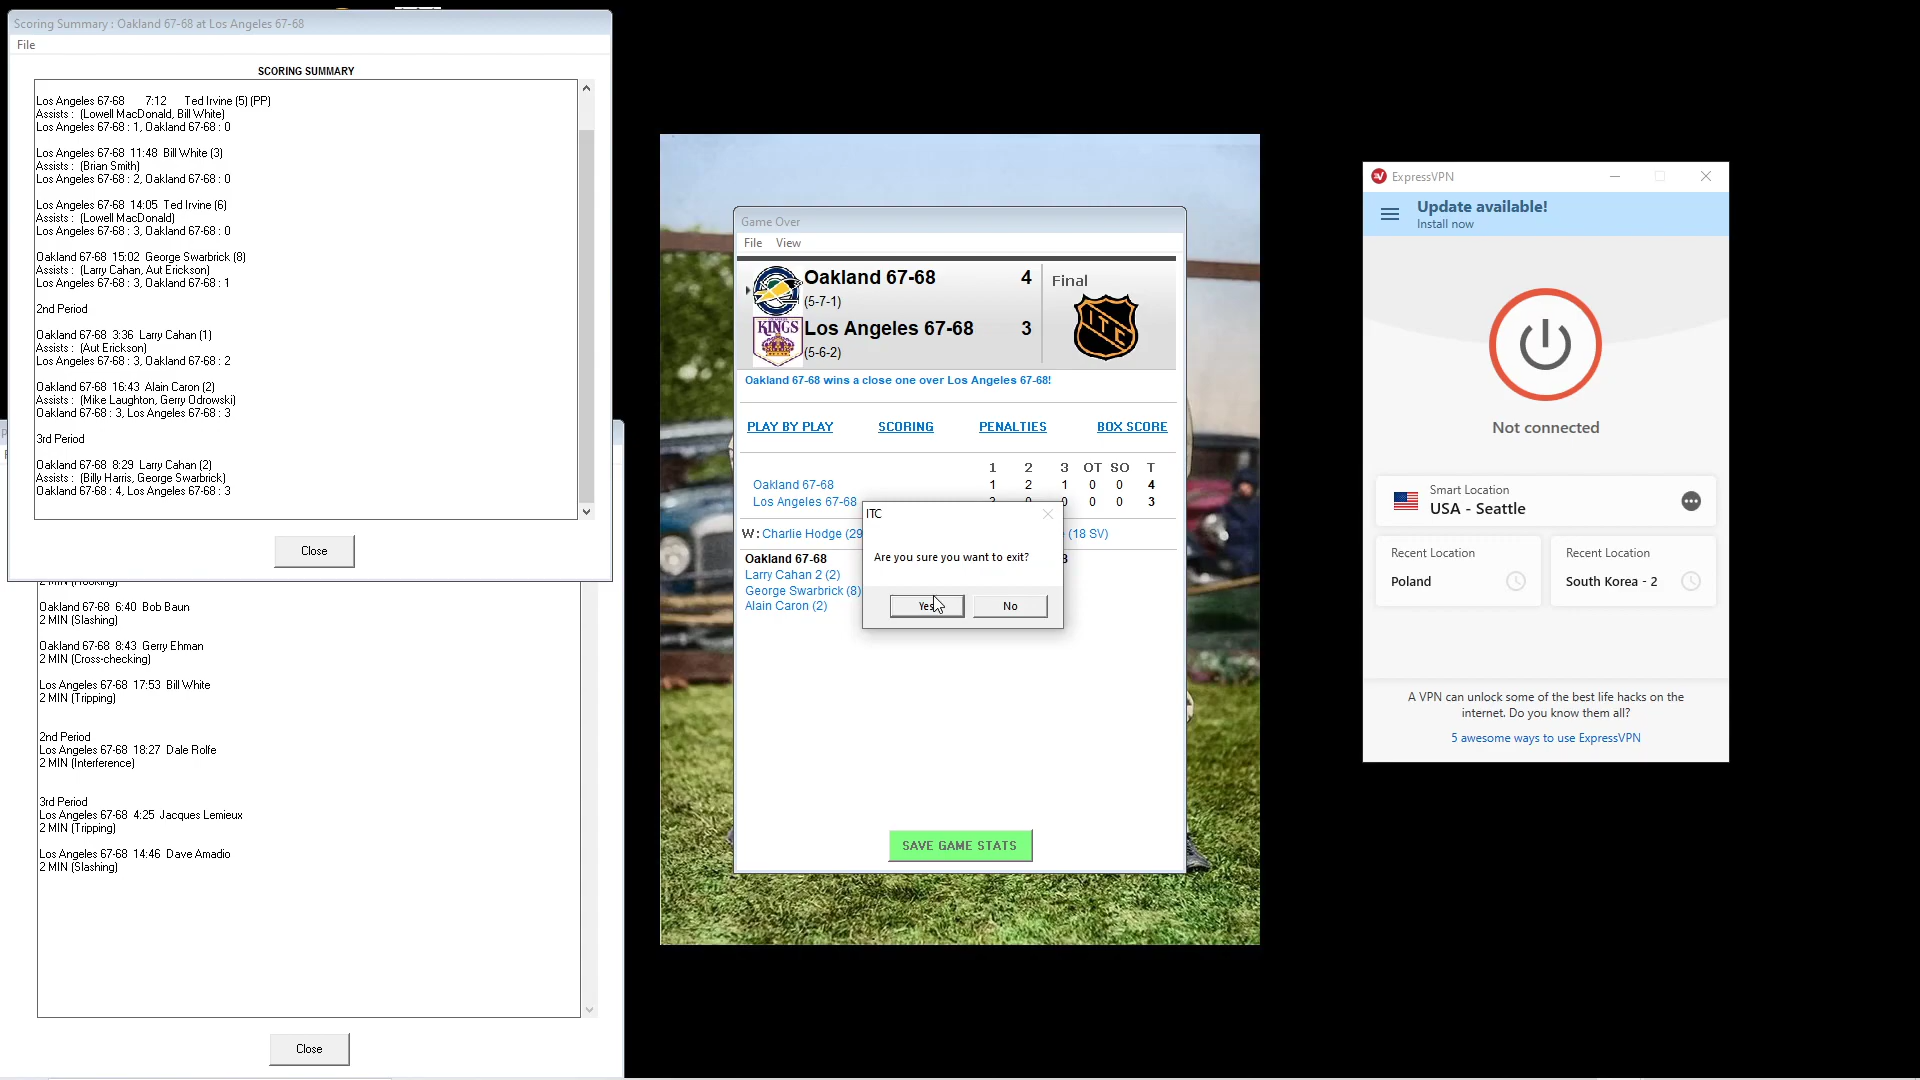 Scoring Summary : Oakland 67-68 at Los Angeles 67-68
File
SCORING SUMMARY
Los Angeles 67-68 7:12 Ted Irvine (5) (PP)
Assists : (Lowell MacDonald, Bill White)
Los Angeles 67-68 : 1, Oakland 67-68 : 0
Los Angeles 67-68 11:48 Bill White (3)
Assists : (Brian Smith)
Los Angeles 67-68 : 2, Oakland 67-68 : 0
Los Angeles 67-68 14:05 Ted Irvine (6)
Assists : (Lowell MacDonald)
Los Angeles 67-68 : 3, Oakland 67-68 : 0
Oakland 67-68 15:02 George Swarbrick (8)
Assists : (Larry Cahan, Aut Erickson)
Los Angeles 67-68 : 3, Oakland 67-68 : 1
2nd Period
Oakland 67-68 3:36 Larry Cahan (1)
Assists : (Aut Erickson)
Los Angeles 67-68 : 3, Oakland 67-68 : 2
Oakland 67-68 16:43 Alain Caron (2)
Assists : (Mike Laughton, Gerry Odrowski)
Oakland 67-68 : 3, Los Angeles 67-68 : 3
3rd Period
Oakland 67-68 8:29 Larry Cahan (2)
Assists : (Billy Harris, George Swarbrick)
Oakland 67-68 : 4, Los Angeles 67-68 : 3
Close
2 MIN (Hooking)
Oakland 67-68 6:40 Bob Baun
2 MIN (Slashing)
Oakland 67-68 8:43 Gerry Ehman
2 MIN (Cross-checking)
Los Angeles 67-68 17:53 Bill White
2 MIN (Tripping)
2nd Period
Los Angeles 67-68 18:27 Dale Rolfe
2 MIN (Interference)
3rd Period
Los Angeles 67-68 4:25 Jacques Lemieux
2 MIN (Tripping)
Los Angeles 67-68 14:46 Dave Amadio
2 MIN (Slashing)
Close
Game Over
File View
Oakland 67-68 4
(5-7-1)
KINGS Los Angeles 67-68 3
(5-6-2)
Final
ITC
Oakland 67-68 wins a close one over Los Angeles 67-68!
PLAY BY PLAY SCORING PENALTIES BOX SCORE
1 2 3 OT SO T
Oakland 67-68 1 2 1 0 0 4
Los Angeles 67-68 0 0 0 3
W: Charlie Hodge (29 (18 SV)
Oakland 67-68
Larry Cahan 2 (2)
George Swarbrick (8)
Alain Caron (2)
ITC
Are you sure you want to exit?
Yes No
SAVE GAME STATS
ExpressVPN
Update available!
Install now
Not connected
Smart Location
USA - Seattle
Recent Location
Poland
Recent Location
South Korea - 2
A VPN can unlock some of the best life hacks on the
internet. Do you know them all?
5 awesome ways to use ExpressVPN